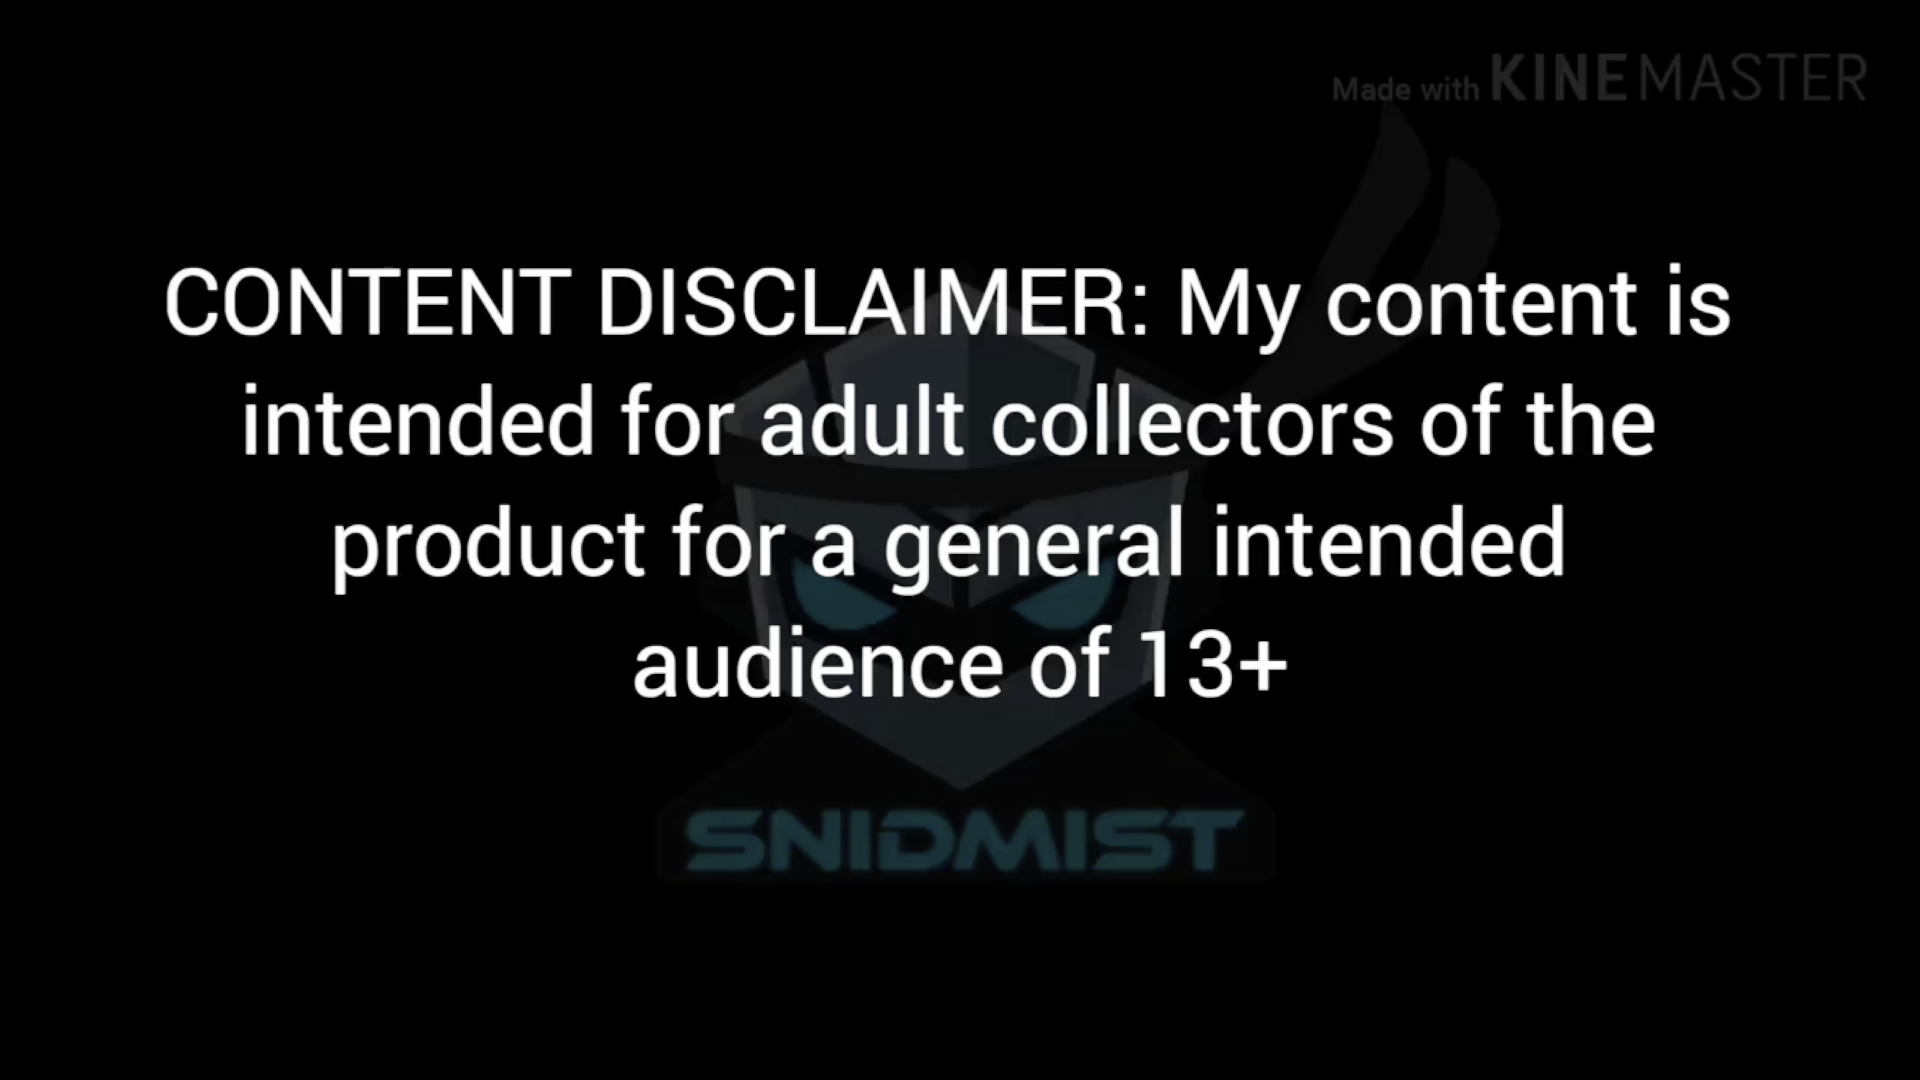 Made with KINEMASTER
CONTENT DISCLAIMER: My content is
intended for adult collectors of the
product for a general intended
audience of 13+
SNIDMIST